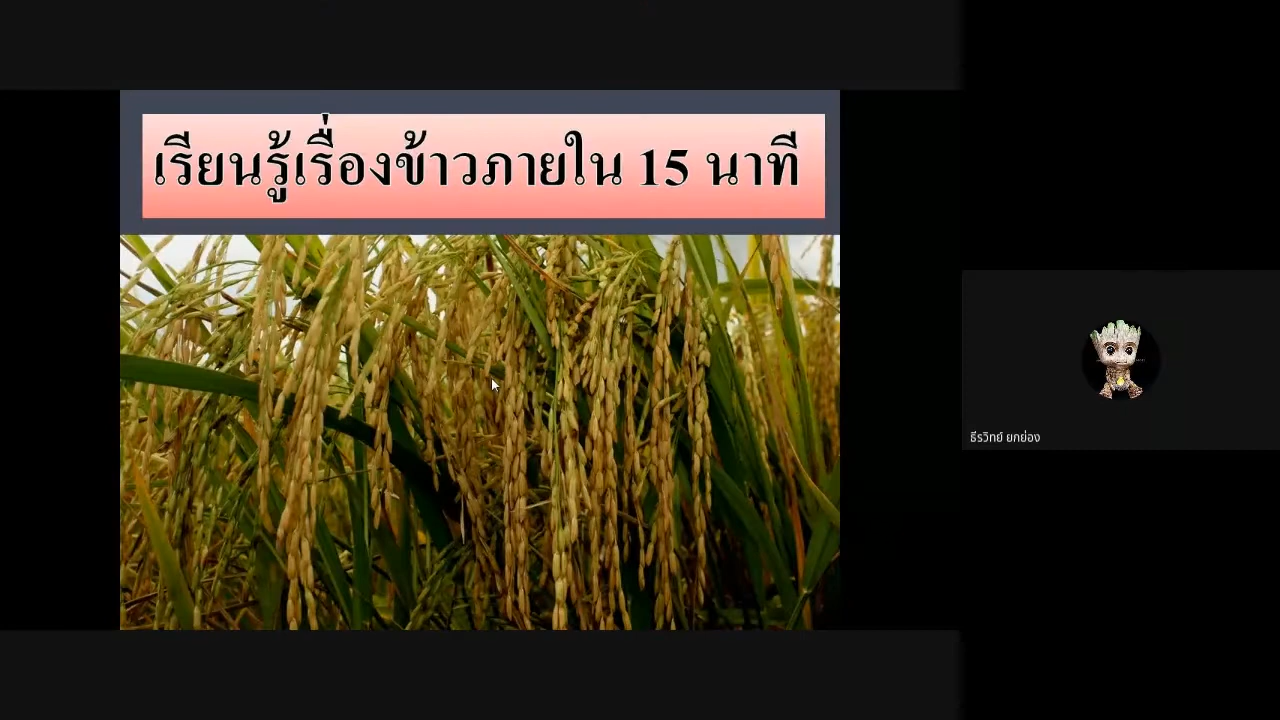 เรียนรู้เรื่องข้าวภายใน 15 นาที
ธีรวิทย์ ยกย่อง